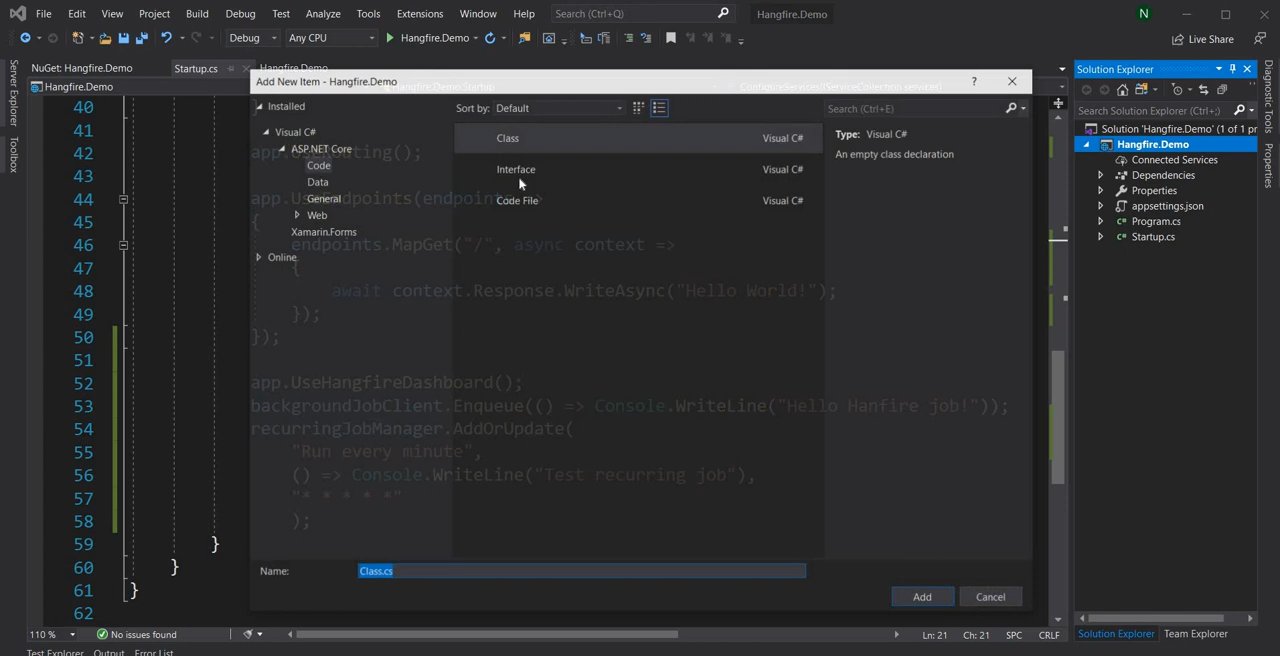 File Edit View Project Build Debug Test Analyze Tools Extensions Window Help Search (Ctrl+Q) Hangfire.Demo N
Debug Any CPU Hangfire.Demo Live Share
Server Explorer
Toolbox
NuGet: Hangfire.Demo Startup.cs Hangfire.Demo
Hangfire.Demo Hangfire.Demo.Startup ConfigureServices(IServiceCollection services)
Add New Item - Hangfire.Demo ?
Installed Sort by: Default Search (Ctrl+E)
Visual C#
ASP.NET Core
Code
Data
General
Web
Xamarin.Forms
Online
Class Visual C#
Interface Visual C#
Code File Visual C#
Type: Visual C#
An empty class declaration
Name: Class.cs
Add Cancel
40
41
42 app.UseRouting();
43
44 app.UseEndpoints(endpoints =>
45 {
46 endpoints.MapGet("/", async context =>
47 {
48 await context.Response.WriteAsync("Hello World!");
49 });
50 });
51
52 app.UseHangfireDashboard();
53 backgroundJobClient.Enqueue(() => Console.WriteLine("Hello Hanfire job!"));
54 recurringJobManager.AddOrUpdate(
55 "Run every minute",
56 () => Console.WriteLine("Test recurring job"),
57 "* * * * *"
58 );
59 }
60 }
61 }
62
110 % No issues found Ln: 21 Ch: 21 SPC CRLF
Test Explorer Output Error List
Solution Explorer
Search Solution Explorer (Ctrl+;)
Solution 'Hangfire.Demo' (1 of 1 pr
Hangfire.Demo
Connected Services
Dependencies
Properties
appsettings.json
C# Program.cs
C# Startup.cs
Solution Explorer Team Explorer
Diagnostic Tools
Properties